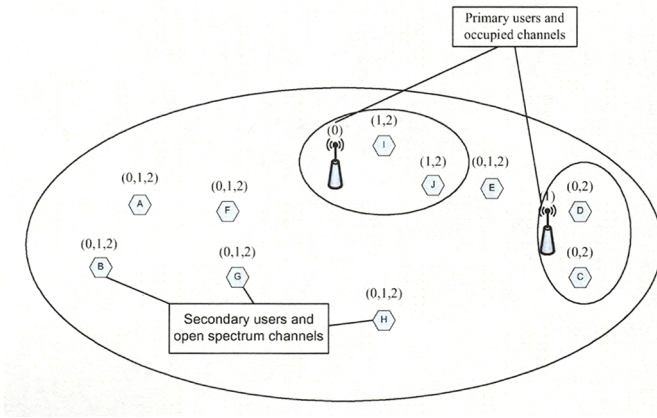 Primary users and
occupied channels
(0)
(1,2)
I
(1,2)
J
(0,1,2)
E
(0,1,2)
A
(0,1,2)
F
(1)
(0,2)
D
(0,1,2)
B
(0,1,2)
G
(0,2)
C
(0,1,2)
H
Secondary users and
open spectrum channels